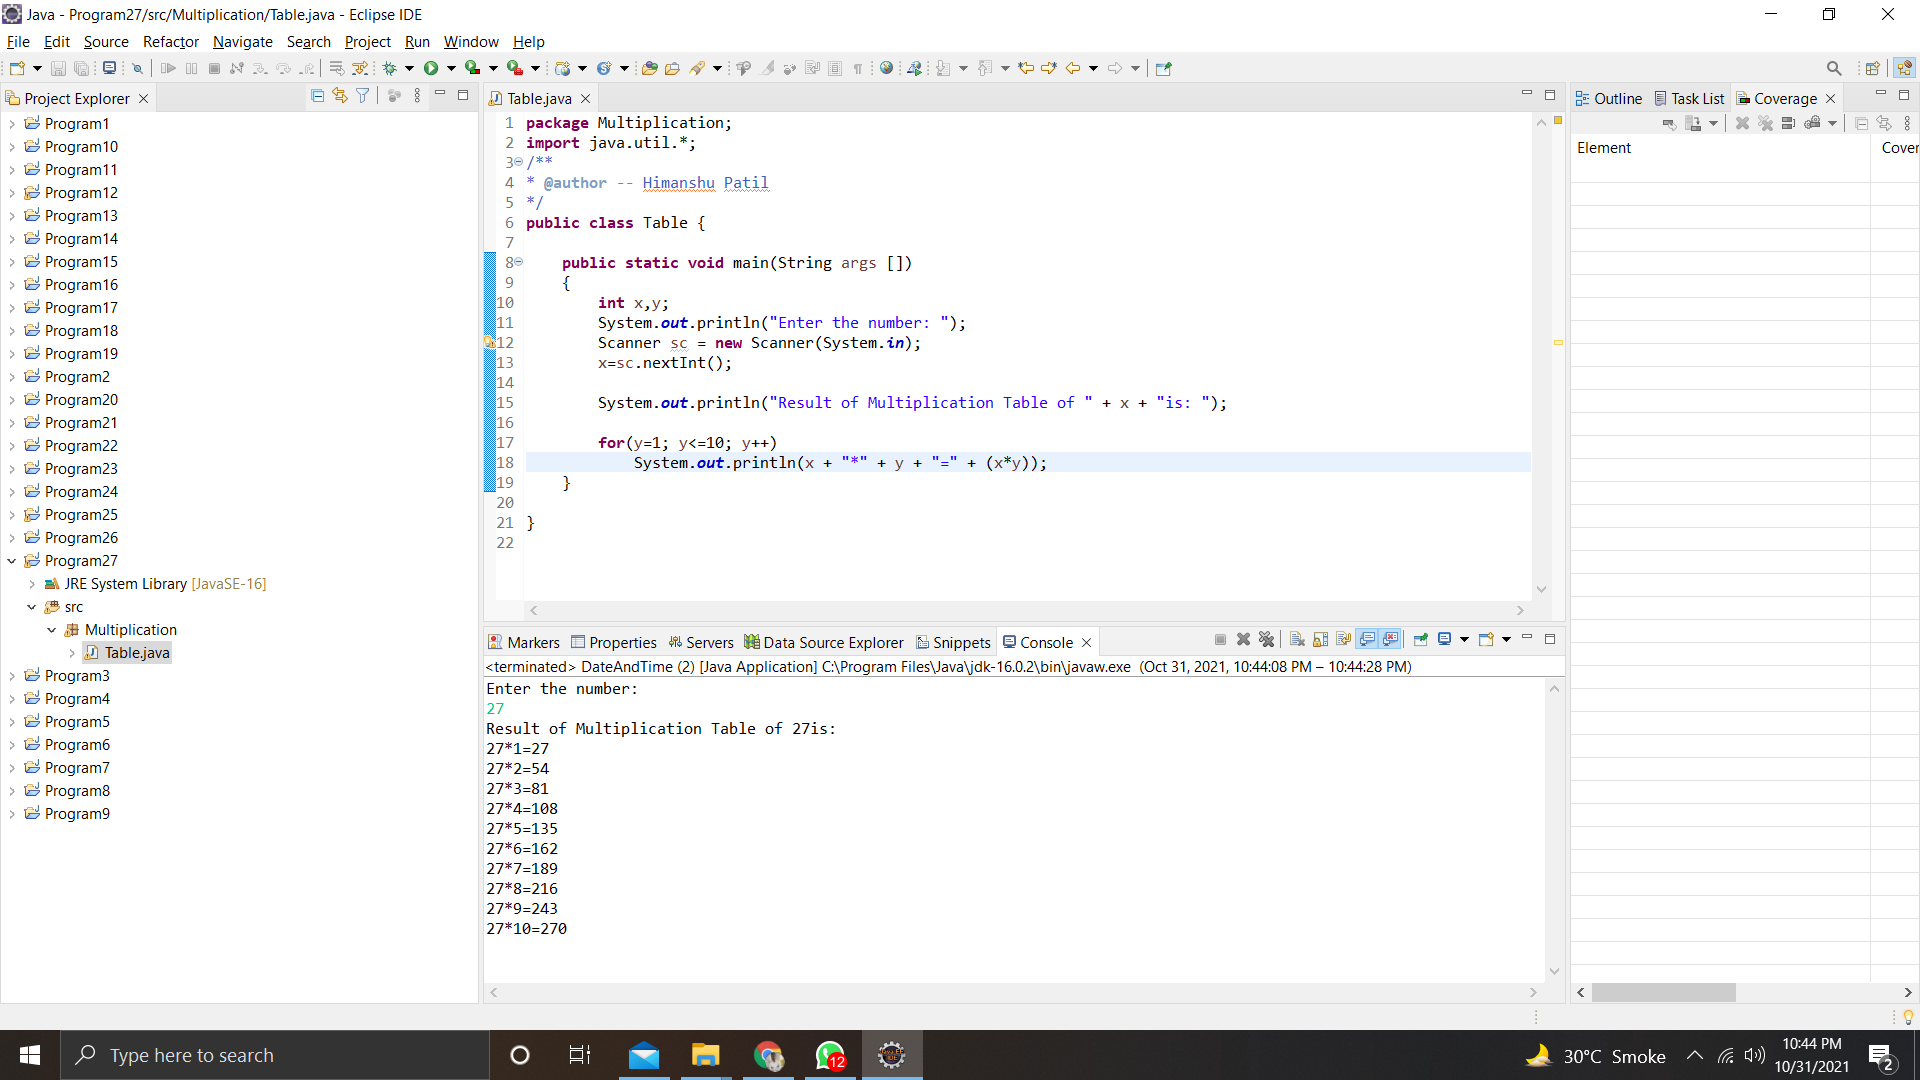 Java - Program27/src/Multiplication/Table.java - Eclipse IDE
File Edit Source Refactor Navigate Search Project Run Window Help
Project Explorer
Program1
Program10
Program11
Program12
Program13
Program14
Program15
Program16
Program17
Program18
Program19
Program2
Program20
Program21
Program22
Program23
Program24
Program25
Program26
Program27
JRE System Library [JavaSE-16]
src
Multiplication
Table.java
Program3
Program4
Program5
Program6
Program7
Program8
Program9
Table.java
1 package Multiplication;
2 import java.util.*;
3 /**
4 * @author -- Himanshu Patil
5 */
6 public class Table {
7
8     public static void main(String args [])
9     {
10         int x,y;
11         System.out.println("Enter the number: ");
12         Scanner sc = new Scanner(System.in);
13         x=sc.nextInt();
14
15         System.out.println("Result of Multiplication Table of " + x + "is: ");
16
17         for(y=1; y<=10; y++)
18             System.out.println(x + "*" + y + "=" + (x*y));
19     }
20
21 }
22
Markers Properties Servers Data Source Explorer Snippets Console
<terminated> DateAndTime (2) [Java Application] C:\Program Files\Java\jdk-16.0.2\bin\javaw.exe (Oct 31, 2021, 10:44:08 PM – 10:44:28 PM)
Enter the number:
27
Result of Multiplication Table of 27is:
27*1=27
27*2=54
27*3=81
27*4=108
27*5=135
27*6=162
27*7=189
27*8=216
27*9=243
27*10=270
Outline Task List Coverage
Element Cover
Type here to search
12
30°C Smoke
10:44 PM
10/31/2021
2